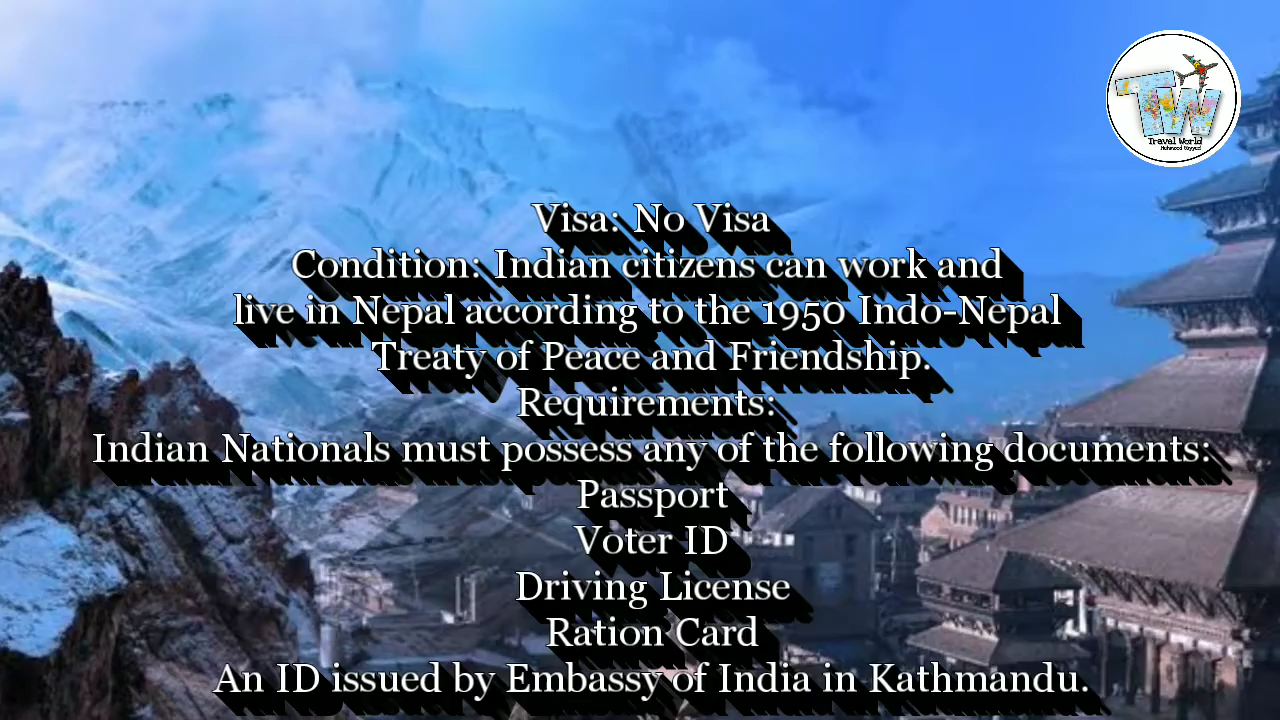 TW
Travel World
Visa: No Visa
Condition: Indian citizens can work and
live in Nepal according to the 1950 Indo-Nepal
Treaty of Peace and Friendship.
Requirements:
Indian Nationals must possess any of the following documents:
Passport
Voter ID
Driving License
Ration Card
An ID issued by Embassy of India in Kathmandu.